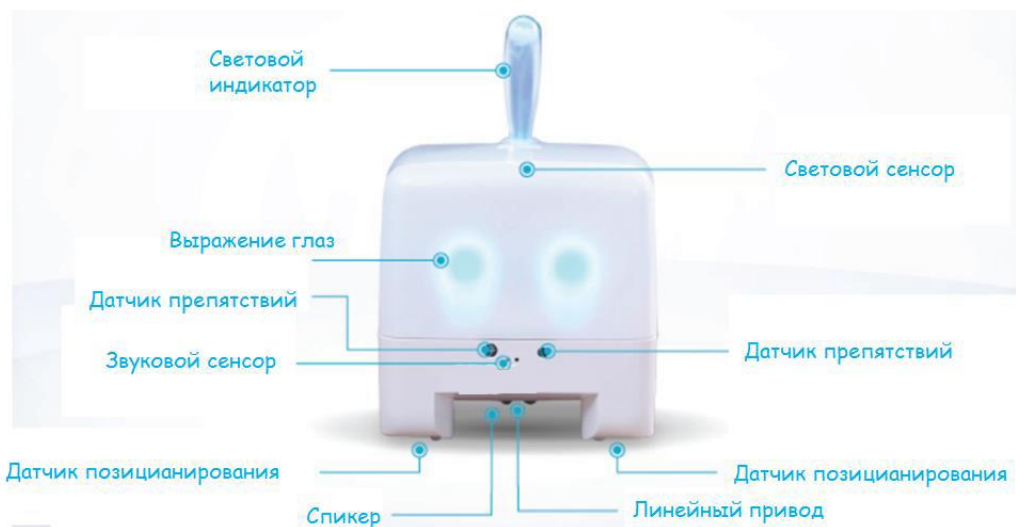 Световой
индикатор
Световой сенсор
Выражение глаз
Датчик препятствий
Звуковой сенсор
Датчик препятствий
Датчик позицианирования
Датчик позицианирования
Спикер
Линейный привод